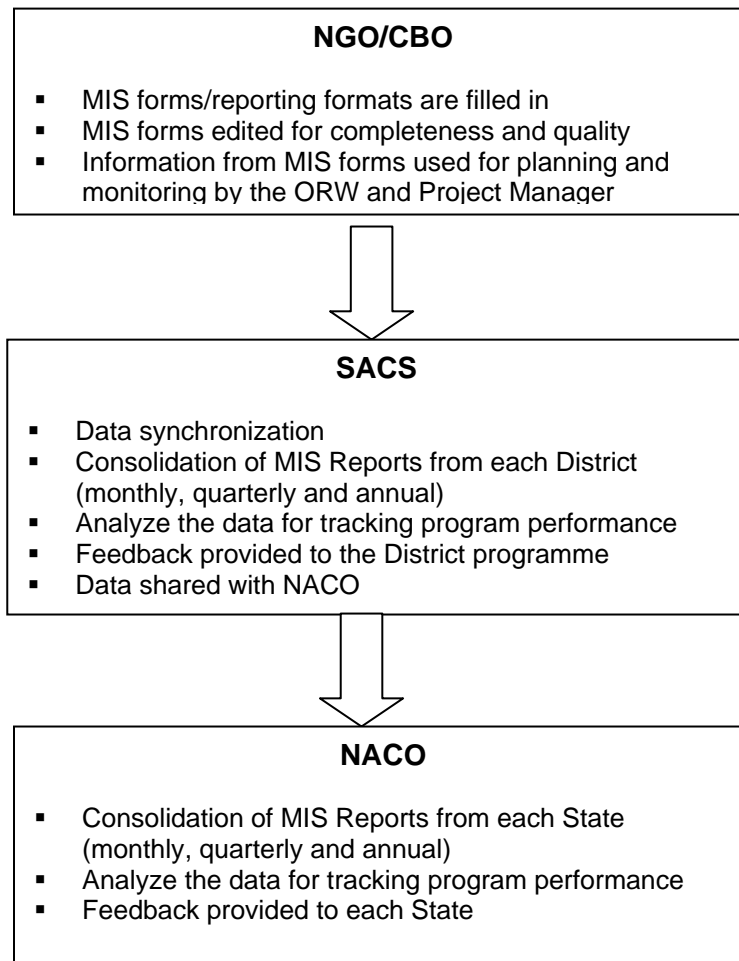 NGO/CBO
▪ MIS forms/reporting formats are filled in
▪ MIS forms edited for completeness and quality
▪ Information from MIS forms used for planning and
monitoring by the ORW and Project Manager
SACS
▪ Data synchronization
▪ Consolidation of MIS Reports from each District
(monthly, quarterly and annual)
▪ Analyze the data for tracking program performance
▪ Feedback provided to the District programme
▪ Data shared with NACO
NACO
▪ Consolidation of MIS Reports from each State
(monthly, quarterly and annual)
▪ Analyze the data for tracking program performance
▪ Feedback provided to each State